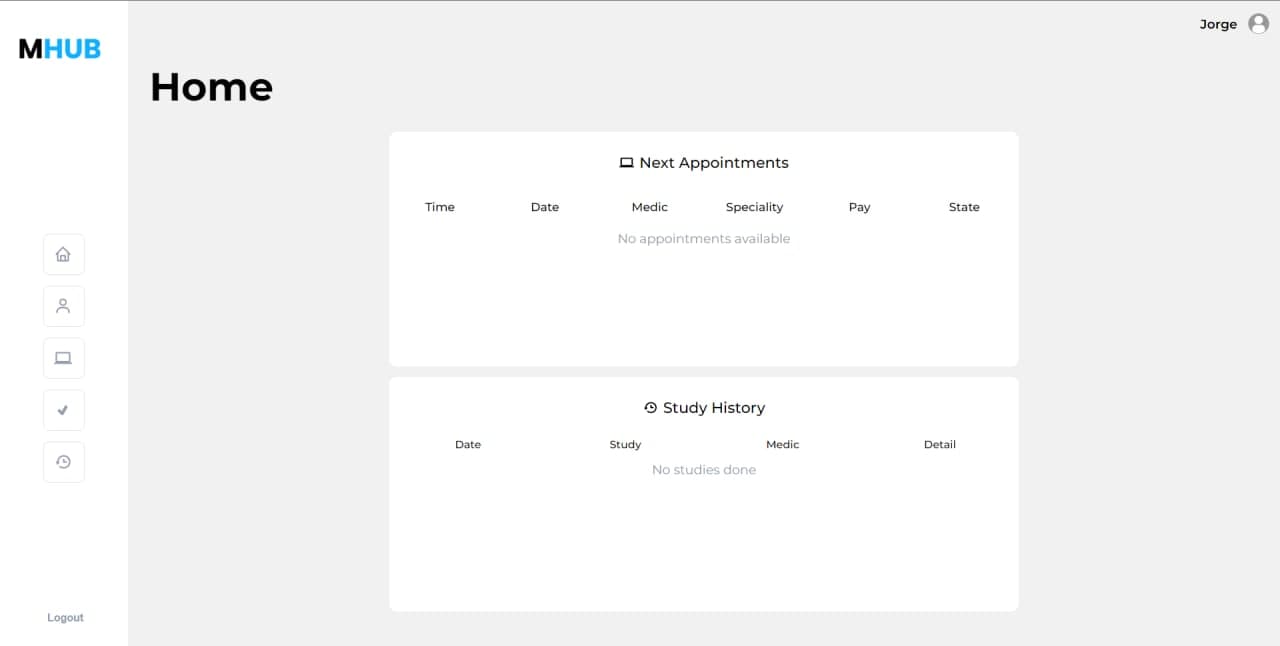 MHUB
Jorge
Home
Next Appointments
Time Date Medic Speciality Pay State
No appointments available
Study History
Date Study Medic Detail
No studies done
Logout